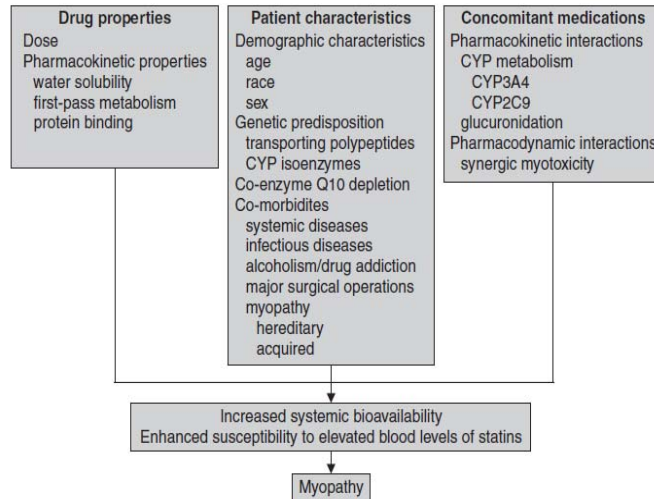 Drug properties
Dose
Pharmacokinetic properties
water solubility
first-pass metabolism
protein binding
Patient characteristics
Demographic characteristics
age
race
sex
Genetic predisposition
transporting polypeptides
CYP isoenzymes
Co-enzyme Q10 depletion
Co-morbidites
systemic diseases
infectious diseases
alcoholism/drug addiction
major surgical operations
myopathy
hereditary
acquired
Concomitant medications
Pharmacokinetic interactions
CYP metabolism
CYP3A4
CYP2C9
glucuronidation
Pharmacodynamic interactions
synergic myotoxicity
Increased systemic bioavailability
Enhanced susceptibility to elevated blood levels of statins
Myopathy